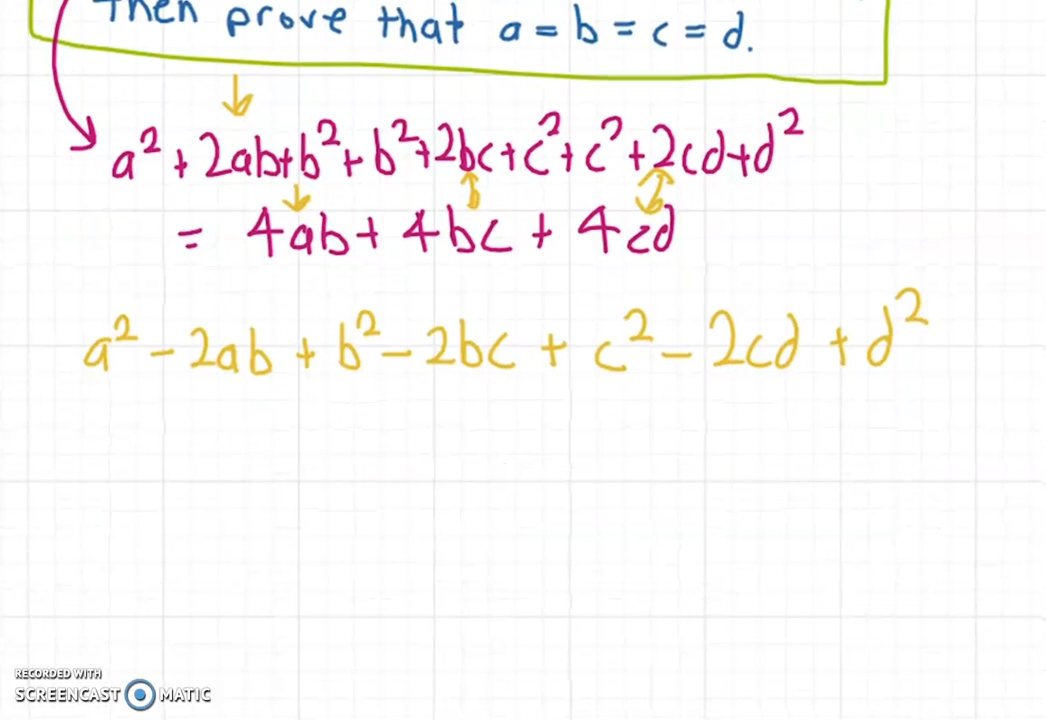 Then prove that a = b = c = d.
a² + 2ab + b² + b² + 2bc + c² + c² + 2cd + d²
= 4ab + 4bc + 4cd
a² - 2ab + b² - 2bc + c² - 2cd + d²
RECORDED WITH
SCREENCAST MATIC